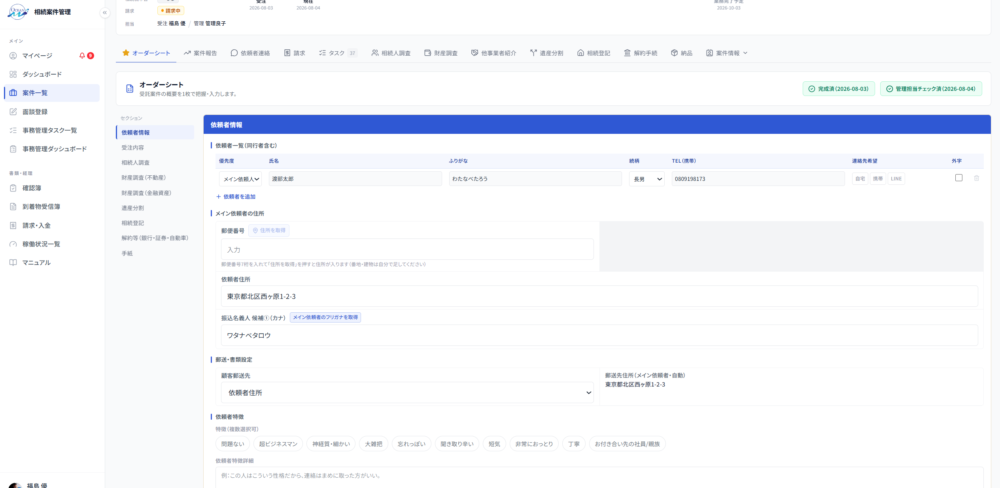 OCEAN
相続案件管理
メイン
マイページ 9
ダッシュボード
案件一覧
面談登録
事務管理タスク一覧
事務管理ダッシュボード
書類・経理
確認簿
到着物受信簿
請求・入金
稼働状況一覧
マニュアル
福島 優
受注 現在 業務完了予定
2026-08-03 2026-08-04 2026-10-03
請求 請求中
担当 受注 福島 優 / 管理 管理良子
オーダーシート 案件報告 依頼者連絡 請求 タスク 37 相続人調査 財産調査 他事業者紹介 遺産分割 相続登記 解約手続 納品 案件情報
オーダーシート
受託案件の概要を1枚で把握・入力します。
完成済(2026-08-03) 管理担当チェック済(2026-08-04)
セクション
依頼者情報
受注内容
相続人調査
財産調査(不動産)
財産調査(金融資産)
遺産分割
相続登記
解約等(銀行・証券・自動車)
手紙
依頼者情報
依頼者一覧(同行者含む)
優先度 氏名 ふりがな 続柄 TEL(携帯) 連絡先希望 外字
メイン依頼人 渡部太郎 わたなべたろう 長男 0809198173 自宅 携帯 LINE
+ 依頼者を追加
メイン依頼者の住所
郵便番号 住所を取得
入力
郵便番号7桁を入れて「住所を取得」を押すと住所が入ります(番地・建物は自分で足してください)
依頼者住所
東京都北区西ヶ原1-2-3
振込名義人 候補①(カナ) メイン依頼者のフリガナを取得
ワタナベタロウ
郵送・書類設定
顧客郵送先
依頼者住所
郵送先住所(メイン依頼者・自動)
東京都北区西ヶ原1-2-3
依頼者特徴
特徴(複数選択可)
問題ない 超ビジネスマン 神経質・細かい 大雑把 忘れっぽい 聞き取り辛い 短気 非常におっとり 丁寧 お付き合い先の社員/親族
依頼者特徴詳細
例:この人はこういう性格だから、連絡はまめに取った方がいい。